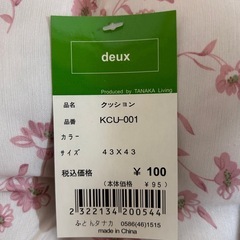 deux
Produced by TANAKA Living
品名 クッション
品番 KCU-001
カラー
サイズ 43X43
税込価格 ¥ 100
(本体価格 ¥95)
2322134200544
ふとんタナカ 0586(46)1515
made in China